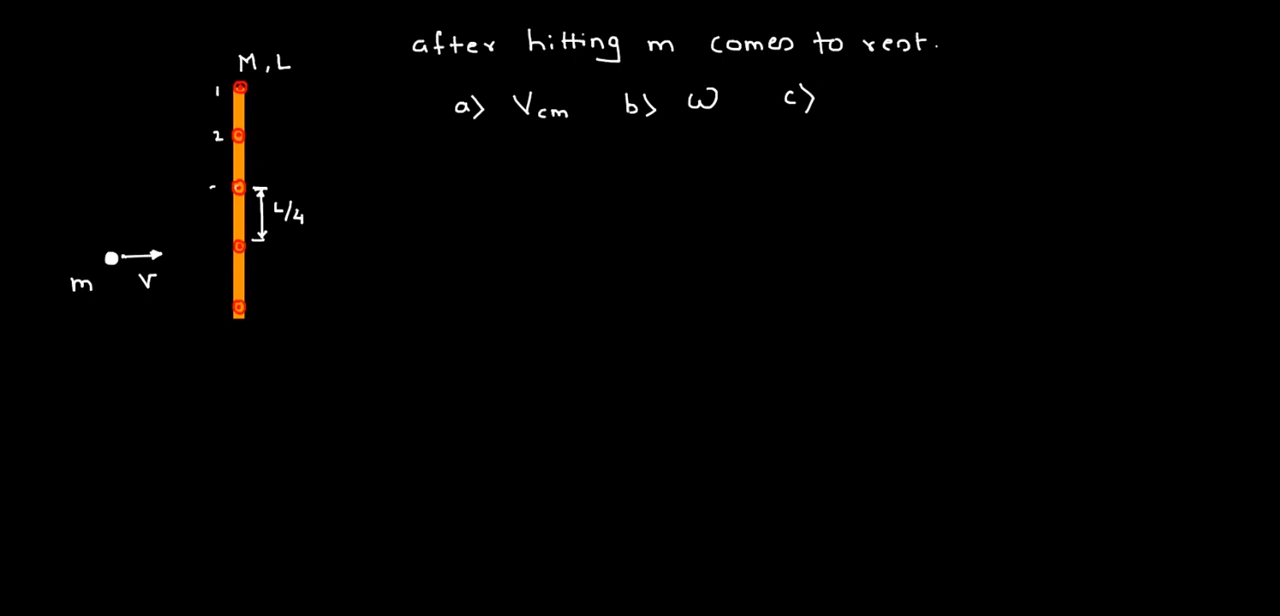 after hitting m comes to rest.
M, L
a) Vcm b) ω c)
1
2
-
L/4
m v